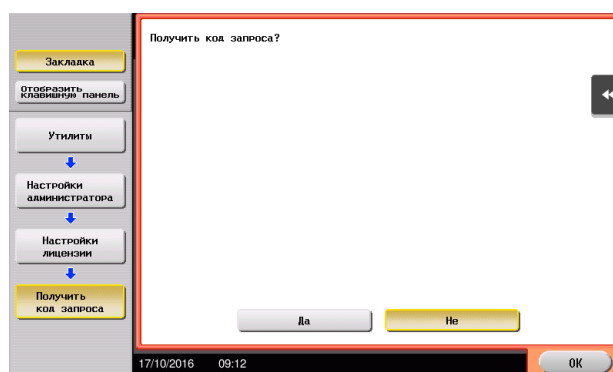 Получить код запроса?
Закладка
Отобразить
клавишную панель
Утилиты
Настройки
администратора
Настройки
лицензии
Получить
код запроса
Да
Не
17/10/2016 09:12
OK